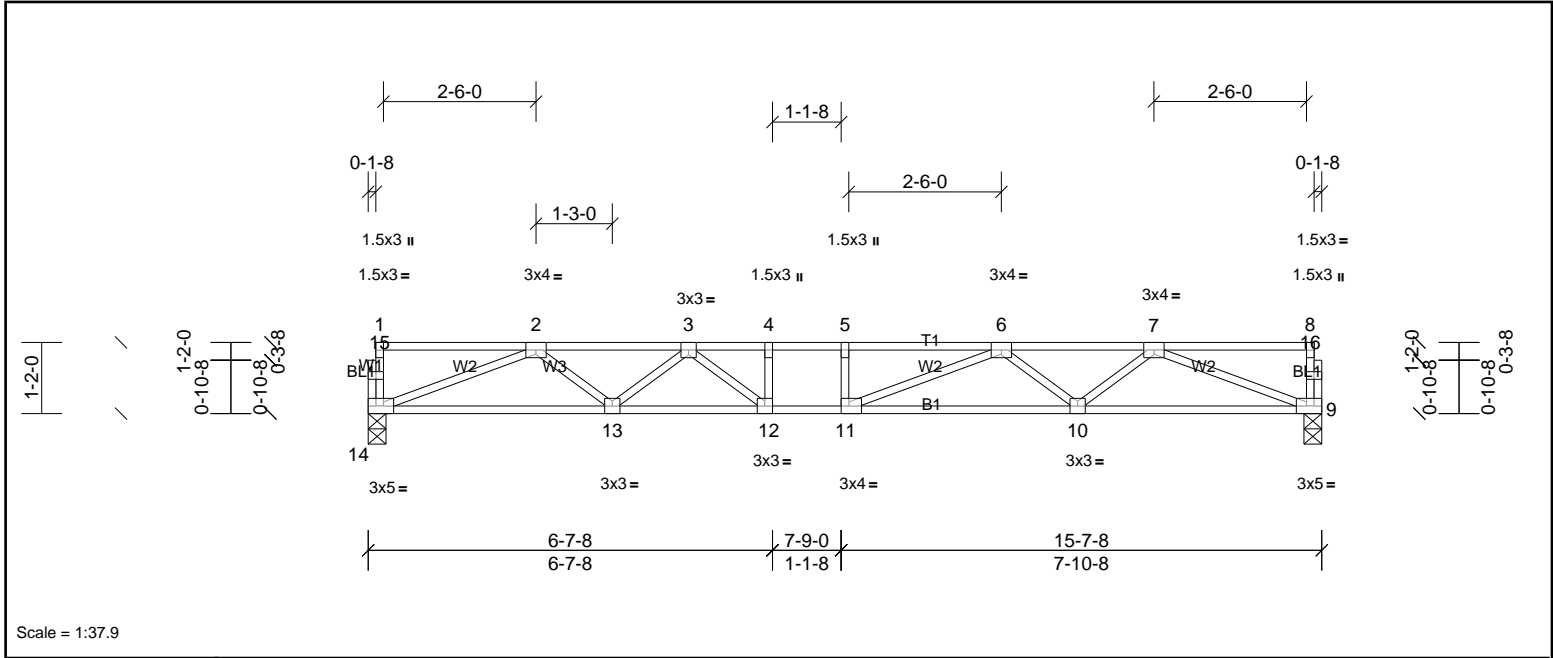 2-6-0
2-6-0
1-1-8
0-1-8
0-1-8
2-6-0
1-3-0
1.5x3 ॥
1.5x3 ॥
1.5x3 =
1.5x3 =
3x4 =
1.5x3 ॥
3x4 =
1.5x3 ॥
3x3 =
3x4 =
1 2 3 4 5 6 7 8
15
T1
16
1-2-0
1-2-0
0-10-8
0-10-8
0-3-8
BL1
W1
W2
W3
W2
W2
BL1
1-2-0
0-10-8
0-10-8
0-3-8
B1
9
13 12 11 10
14
3x3 =
3x3 =
3x5 =
3x3 =
3x4 =
3x5 =
6-7-8
7-9-0
15-7-8
6-7-8
1-1-8
7-10-8
Scale = 1:37.9